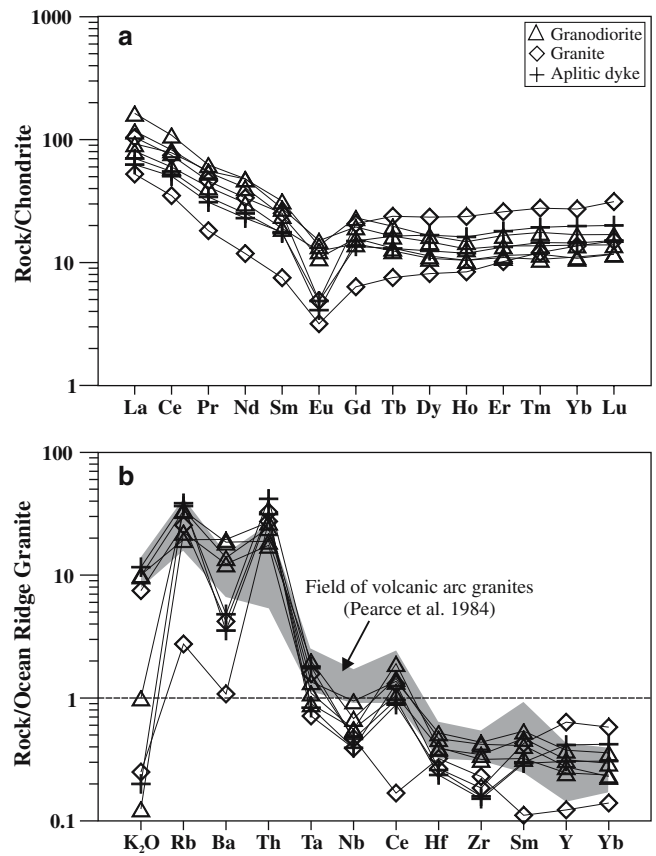 1000
a
Granodiorite
Granite
Aplitic dyke
100
10
1
Rock/Chondrite
La Ce Pr Nd Sm Eu Gd Tb Dy Ho Er Tm Yb Lu
100
b
10
Field of volcanic arc granites
(Pearce et al. 1984)
1
0.1
Rock/Ocean Ridge Granite
K₂O Rb Ba Th Ta Nb Ce Hf Zr Sm Y Yb